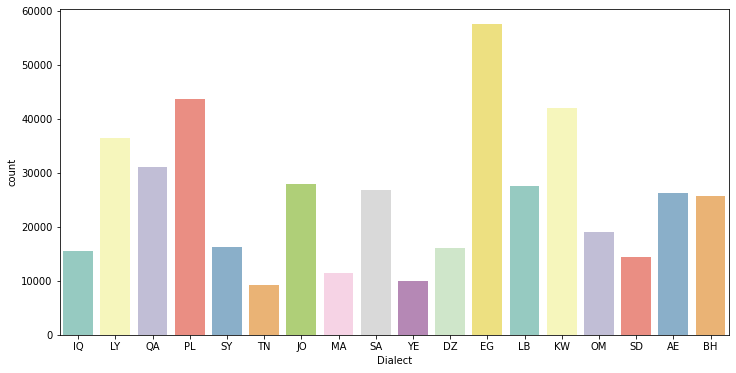 60000
50000
40000
30000
20000
10000
0
count
IQ LY QA PL SY TN JO MA SA YE DZ EG LB KW OM SD AE BH
Dialect